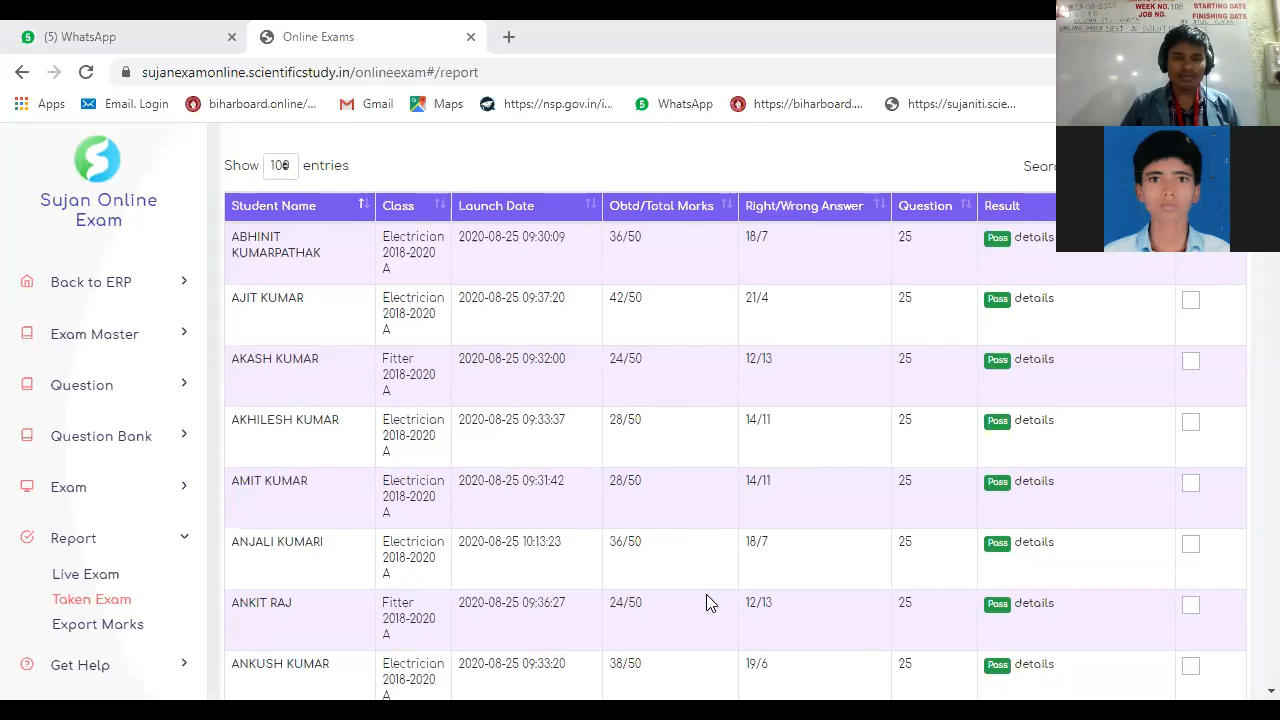 (5) WhatsApp
Online Exams
sujanexamonline.scientificstudy.in/onlineexam#/report
Apps
Email. Login
biharboard.online/...
Gmail
Maps
https://nsp.gov.in/i...
WhatsApp
https://biharboard....
https://sujaniti.scie...
WEEK NO. 108
STARTING DATE
JOB NO.
FINISHING DATE
Sujan Online
Exam
Back to ERP
Exam Master
Question
Question Bank
Exam
Report
Live Exam
Taken Exam
Export Marks
Get Help
Show 100 entries
Sear
Student Name Class Launch Date Obtd/Total Marks Right/Wrong Answer Question Result
ABHINIT KUMARPATHAK Electrician 2018-2020 A 2020-08-25 09:30:09 36/50 18/7 25 Pass details
AJIT KUMAR Electrician 2018-2020 A 2020-08-25 09:37:20 42/50 21/4 25 Pass details
AKASH KUMAR Fitter 2018-2020 A 2020-08-25 09:32:00 24/50 12/13 25 Pass details
AKHILESH KUMAR Electrician 2018-2020 A 2020-08-25 09:33:37 28/50 14/11 25 Pass details
AMIT KUMAR Electrician 2018-2020 A 2020-08-25 09:31:42 28/50 14/11 25 Pass details
ANJALI KUMARI Electrician 2018-2020 A 2020-08-25 10:13:23 36/50 18/7 25 Pass details
ANKIT RAJ Fitter 2018-2020 A 2020-08-25 09:36:27 24/50 12/13 25 Pass details
ANKUSH KUMAR Electrician 2018-2020 A 2020-08-25 09:33:20 38/50 19/6 25 Pass details